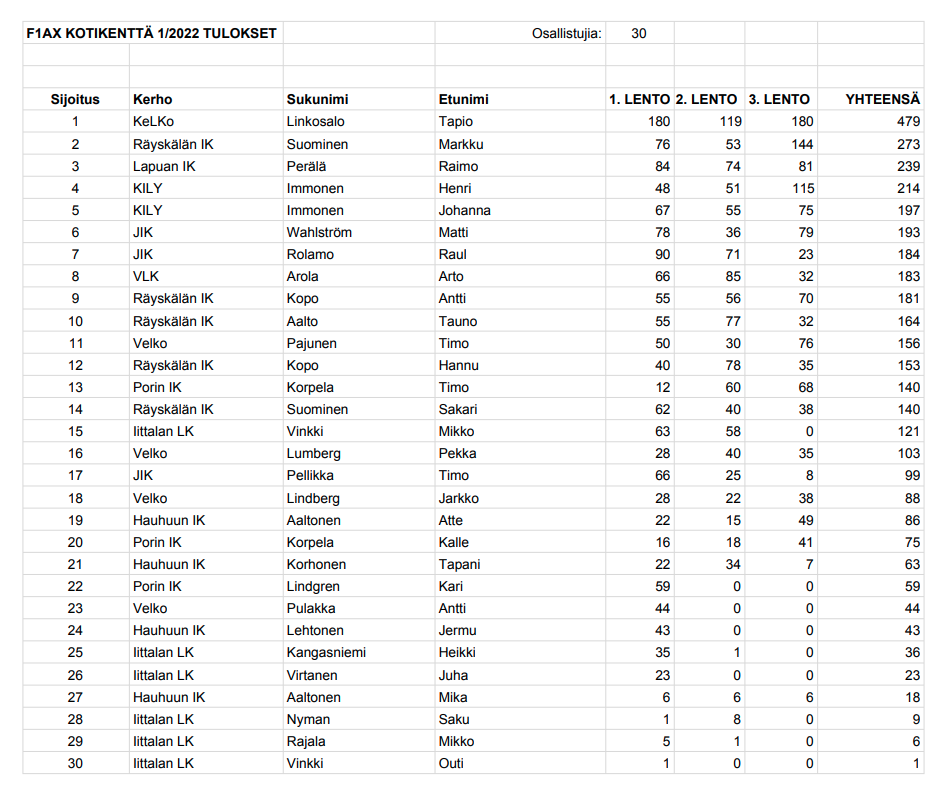 F1AX KOTIKENTTÄ 1/2022 TULOKSET Osallistujia: 30
Sijoitus Kerho Sukunimi Etunimi 1. LENTO 2. LENTO 3. LENTO YHTEENSÄ
1 KeLKo Linkosalo Tapio 180 119 180 479
2 Räyskälän IK Suominen Markku 76 53 144 273
3 Lapuan IK Perälä Raimo 84 74 81 239
4 KILY Immonen Henri 48 51 115 214
5 KILY Immonen Johanna 67 55 75 197
6 JIK Wahlström Matti 78 36 79 193
7 JIK Rolamo Raul 90 71 23 184
8 VLK Arola Arto 66 85 32 183
9 Räyskälän IK Kopo Antti 55 56 70 181
10 Räyskälän IK Aalto Tauno 55 77 32 164
11 Velko Pajunen Timo 50 30 76 156
12 Räyskälän IK Kopo Hannu 40 78 35 153
13 Porin IK Korpela Timo 12 60 68 140
14 Räyskälän IK Suominen Sakari 62 40 38 140
15 Iittalan LK Vinkki Mikko 63 58 0 121
16 Velko Lumberg Pekka 28 40 35 103
17 JIK Pellikka Timo 66 25 8 99
18 Velko Lindberg Jarkko 28 22 38 88
19 Hauhuun IK Aaltonen Atte 22 15 49 86
20 Porin IK Korpela Kalle 16 18 41 75
21 Hauhuun IK Korhonen Tapani 22 34 7 63
22 Porin IK Lindgren Kari 59 0 0 59
23 Velko Pulakka Antti 44 0 0 44
24 Hauhuun IK Lehtonen Jermu 43 0 0 43
25 Iittalan LK Kangasniemi Heikki 35 1 0 36
26 Iittalan LK Virtanen Juha 23 0 0 23
27 Hauhuun IK Aaltonen Mika 6 6 6 18
28 Iittalan LK Nyman Saku 1 8 0 9
29 Iittalan LK Rajala Mikko 5 1 0 6
30 Iittalan LK Vinkki Outi 1 0 0 1